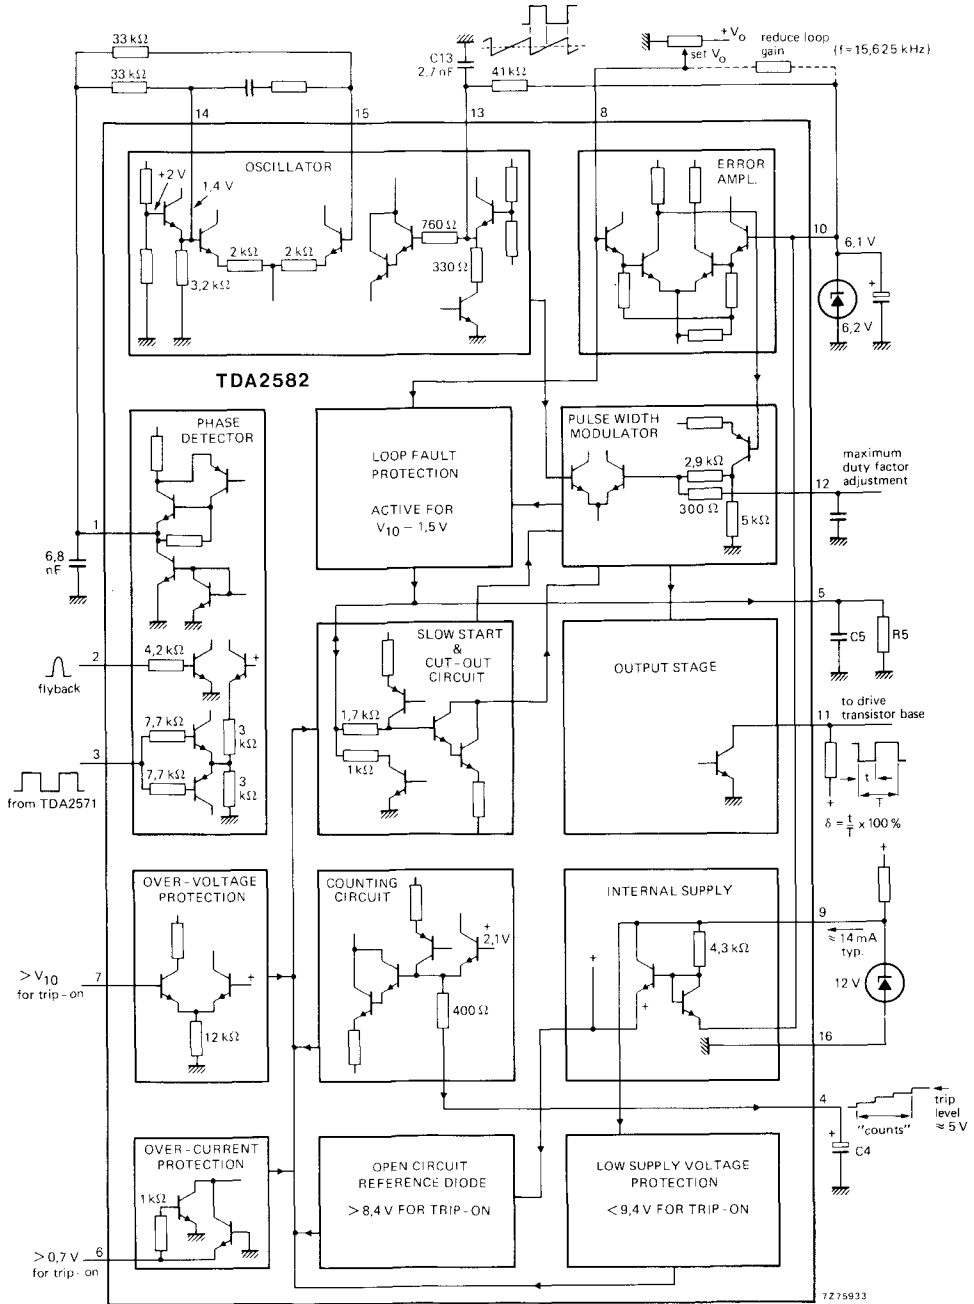 33 kΩ
33 kΩ
C13
2,7 nF
41 kΩ
+Vo
set Vo
reduce loop
gain
(f = 15,625 kHz)
14
15
13
8
OSCILLATOR
+2 V
1,4 V
2 kΩ
2 kΩ
3,2 kΩ
760 Ω
330 Ω
ERROR
AMPL.
10
6,1 V
+
6,2 V
TDA2582
PHASE
DETECTOR
1
6,8
nF
LOOP FAULT
PROTECTION
ACTIVE FOR
V10 – 1,5 V
PULSE WIDTH
MODULATOR
2,9 kΩ
300 Ω
5 kΩ
maximum
duty factor
adjustment
12
5
C5
R5
2
flyback
4,2 kΩ
+
7,7 kΩ
3
kΩ
3
from TDA2571
7,7 kΩ
3
kΩ
SLOW START
&
CUT-OUT
CIRCUIT
1,7 kΩ
1 kΩ
OUTPUT STAGE
to drive
transistor base
11
t
T
+
δ = t/T x 100 %
OVER-VOLTAGE
PROTECTION
> V10
for trip-on
7
+
12 kΩ
COUNTING
CIRCUIT
+
2,1 V
400 Ω
INTERNAL SUPPLY
+
4,3 kΩ
+
9
≈ 14 mA
typ.
+
12 V
16
4
+
C4
"counts"
trip
level
≈ 5 V
OVER-CURRENT
PROTECTION
1 kΩ
> 0,7 V
for trip-on
6
OPEN CIRCUIT
REFERENCE DIODE
> 8,4 V FOR TRIP-ON
LOW SUPPLY VOLTAGE
PROTECTION
< 9,4 V FOR TRIP-ON
7Z75933